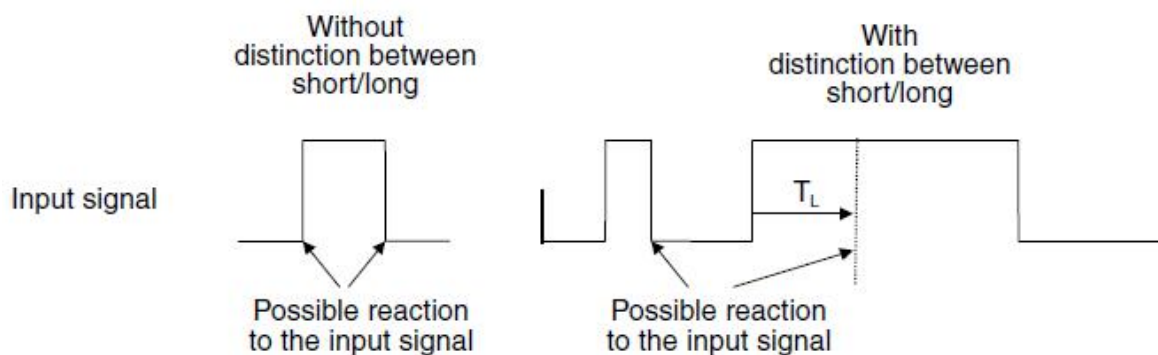 Without
distinction between
short/long
With
distinction between
short/long
Input signal
T_L
Possible reaction
to the input signal
Possible reaction
to the input signal